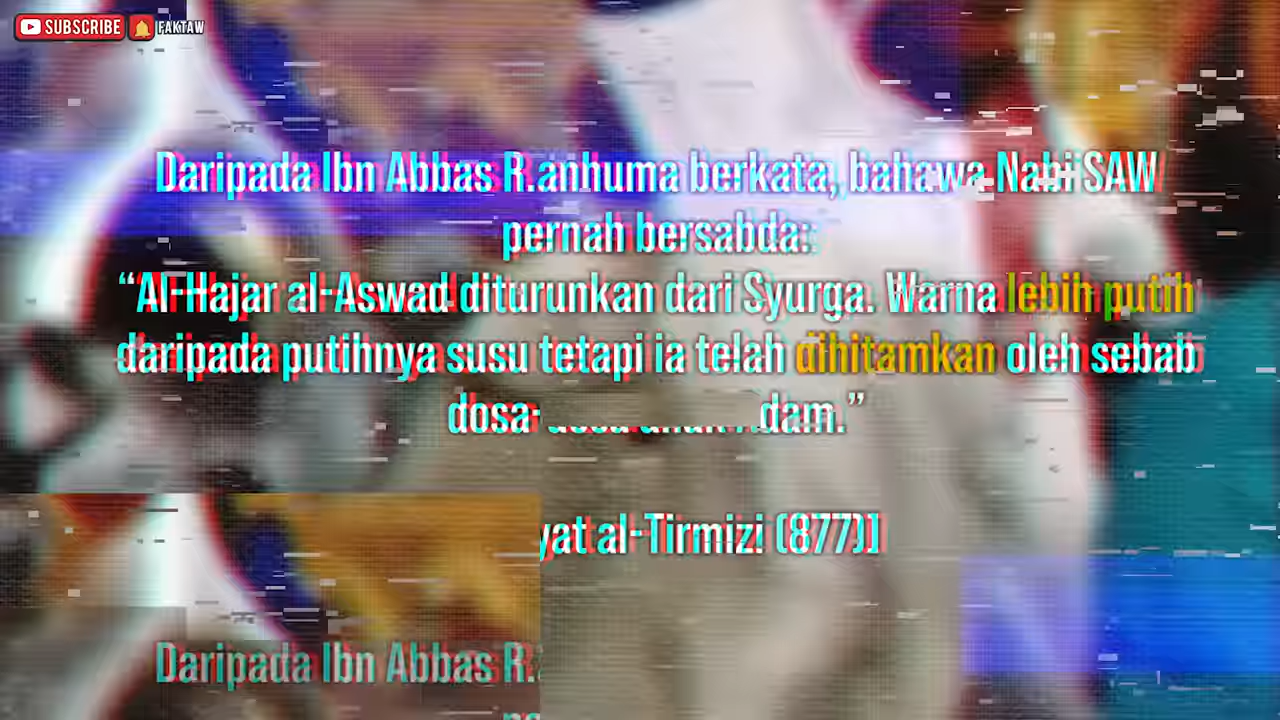 SUBSCRIBE FAKTAW
Daripada Ibn Abbas R.anhuma berkata, bahawa Nabi SAW
pernah bersabda:
“Al-Hajar al-Aswad diturunkan dari Syurga. Warna lebih putih
daripada putihnya susu tetapi ia telah dihitamkan oleh sebab
dosa- dam.”
yat al-Tirmizi (877)]
Daripada Ibn Abbas R.